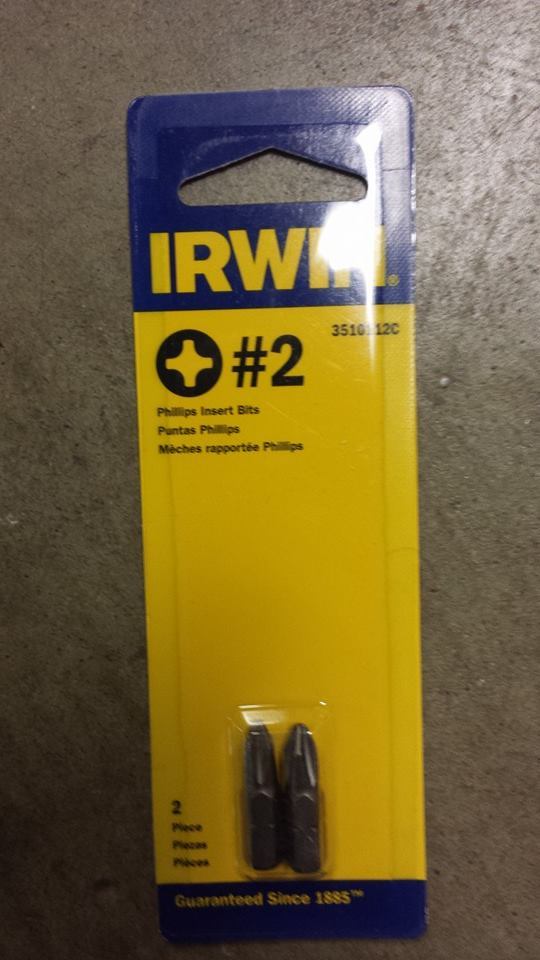 IRWIN®
#2
Phillips Insert Bits
Puntas Phillips
Mèches rapportée Phillips
2
Piece
Piezas
Pièces
Guaranteed Since 1885™